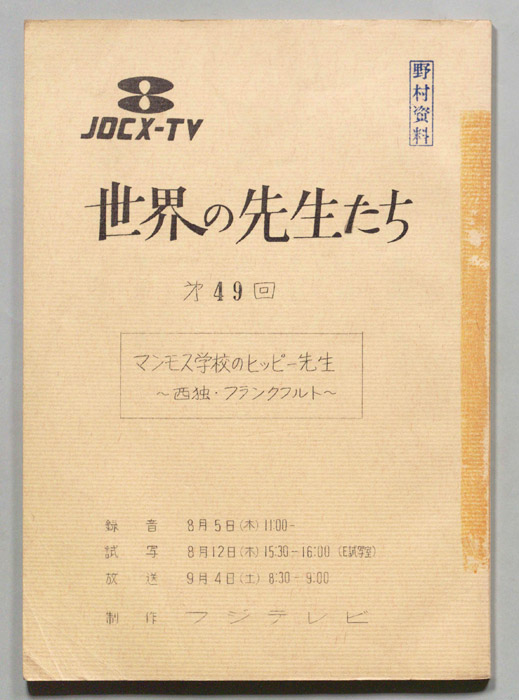 野村資料
JOCX-TV
世界の先生たち
第49回
マンモス学校のヒッピー先生
～西独・フランクフルト～
録音 8月5日(木) 11:00-
試写 8月12日(木) 15:30-16:00 (E試写室)
放送 9月4日(土) 8:30-9:00
制作 フジテレビ